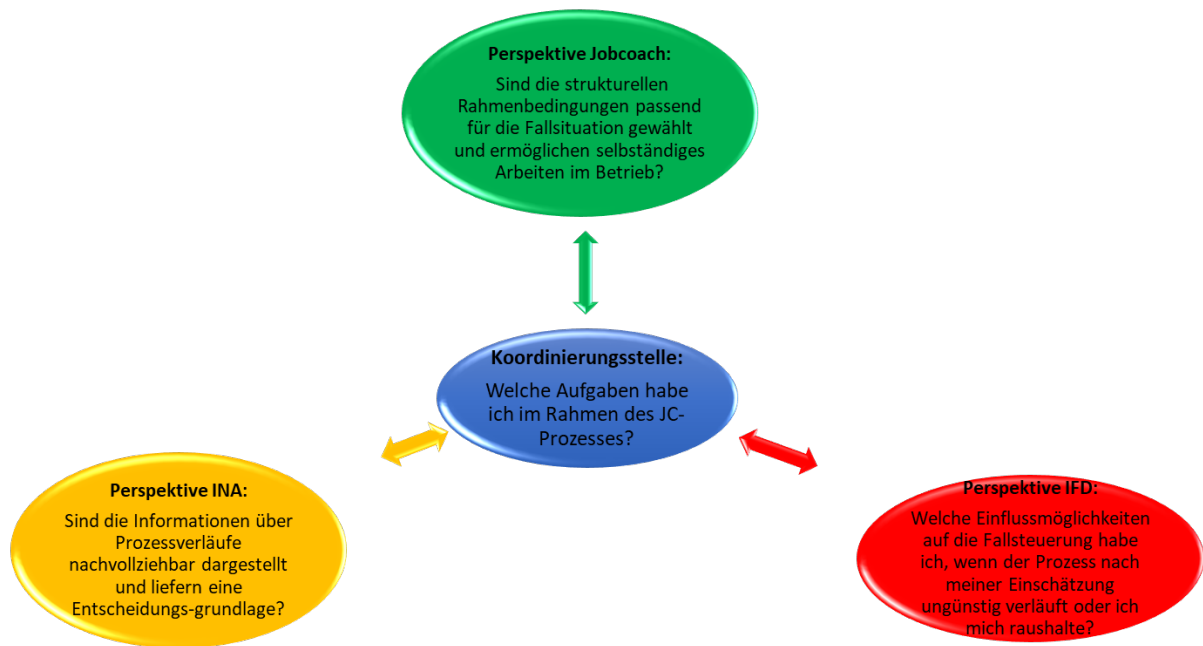 Perspektive Jobcoach:
Sind die strukturellen
Rahmenbedingungen passend
für die Fallsituation gewählt
und ermöglichen selbständiges
Arbeiten im Betrieb?
Koordinierungsstelle:
Welche Aufgaben habe
ich im Rahmen des JC-
Prozesses?
Perspektive INA:
Sind die Informationen über
Prozessverläufe
nachvollziehbar dargestellt
und liefern eine
Entscheidungs-grundlage?
Perspektive IFD:
Welche Einflussmöglichkeiten
auf die Fallsteuerung habe
ich, wenn der Prozess nach
meiner Einschätzung
ungünstig verläuft oder ich
mich raushalte?